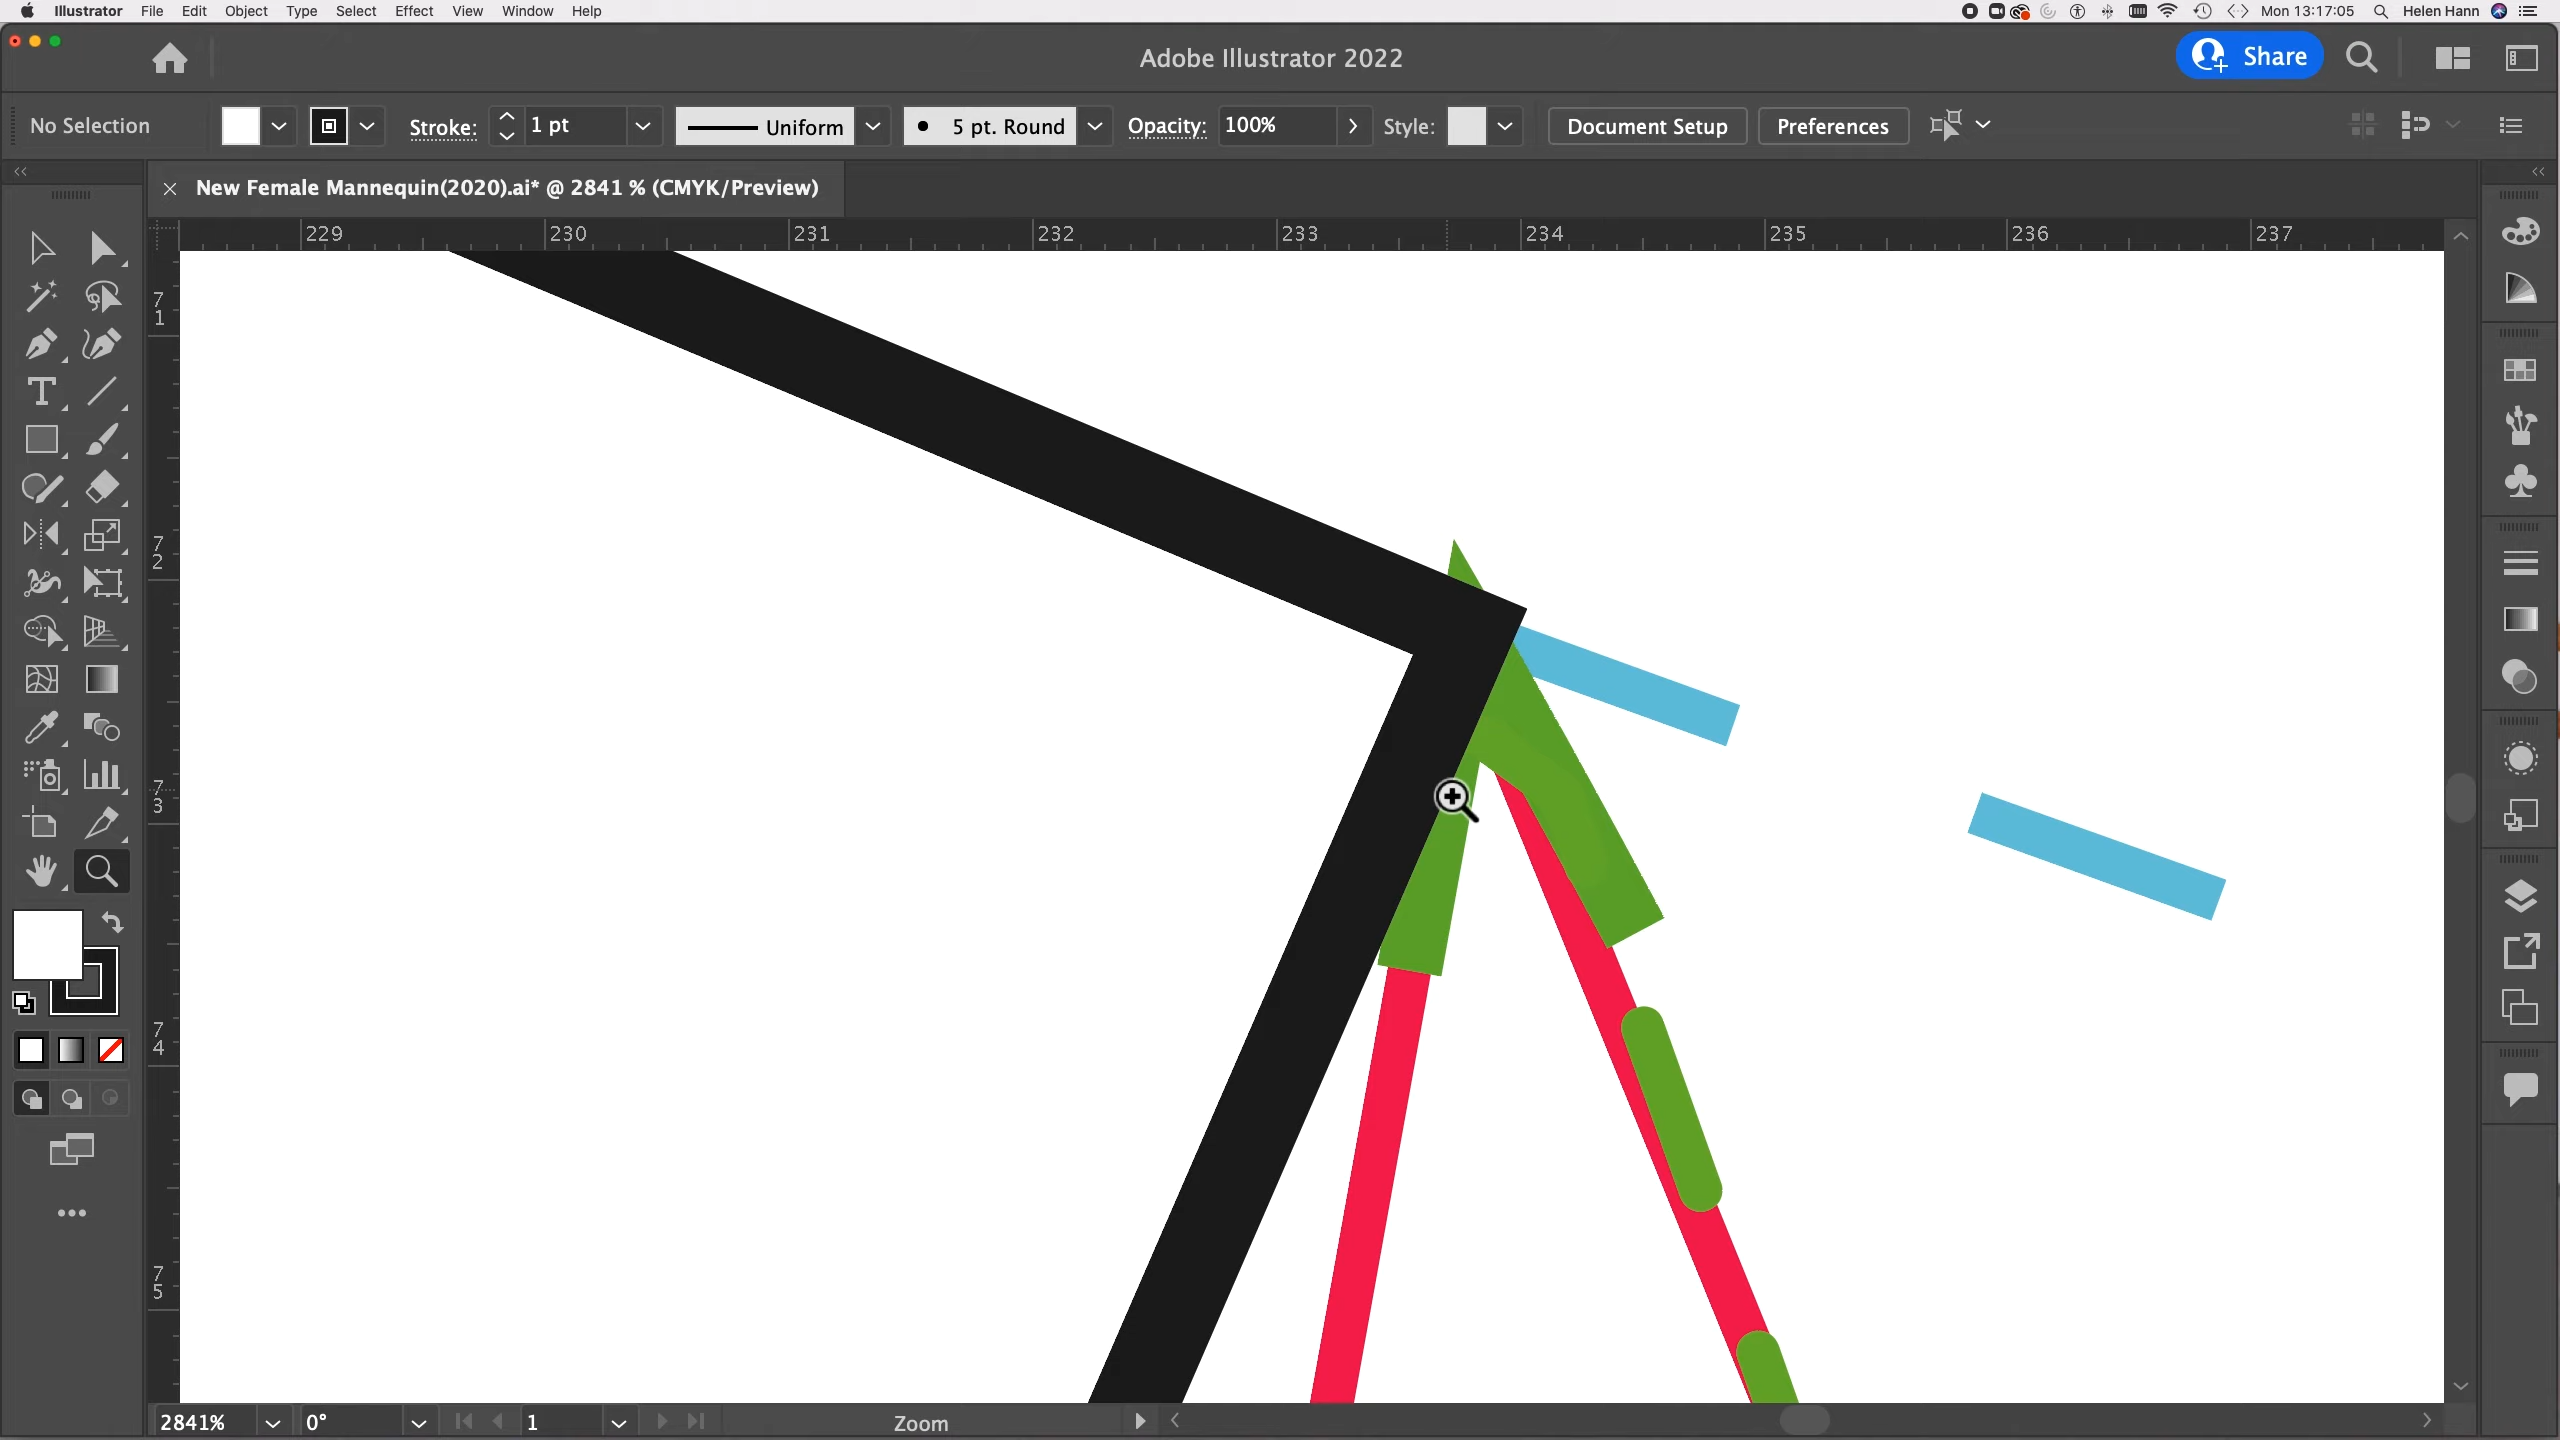 Illustrator File Edit Object Type Select Effect View Window Help Mon 13:17:05 Helen Hann
Adobe Illustrator 2022 Share
No Selection Stroke: 1 pt Uniform 5 pt. Round Opacity: 100% Style: Document Setup Preferences
New Female Mannequin(2020).ai* @ 2841 % (CMYK/Preview)
229 230 231 232 233 234 235 236 237
71
72
73
74
75
2841% 0° 1 Zoom